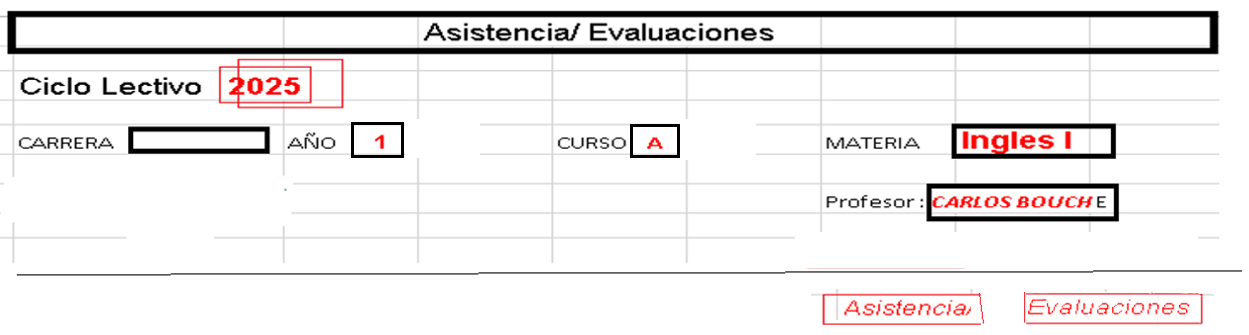 Asistencia/ Evaluaciones
Ciclo Lectivo 2025
CARRERA AÑO 1 CURSO A MATERIA Ingles I
Profesor: CARLOS BOUCHE
Asistencia/ Evaluaciones